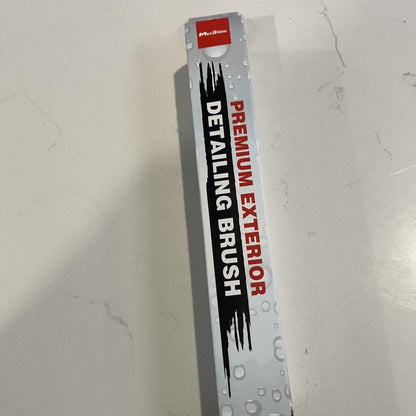 MaxShine
PREMIUM EXTERIOR
DETAILING BRUSH